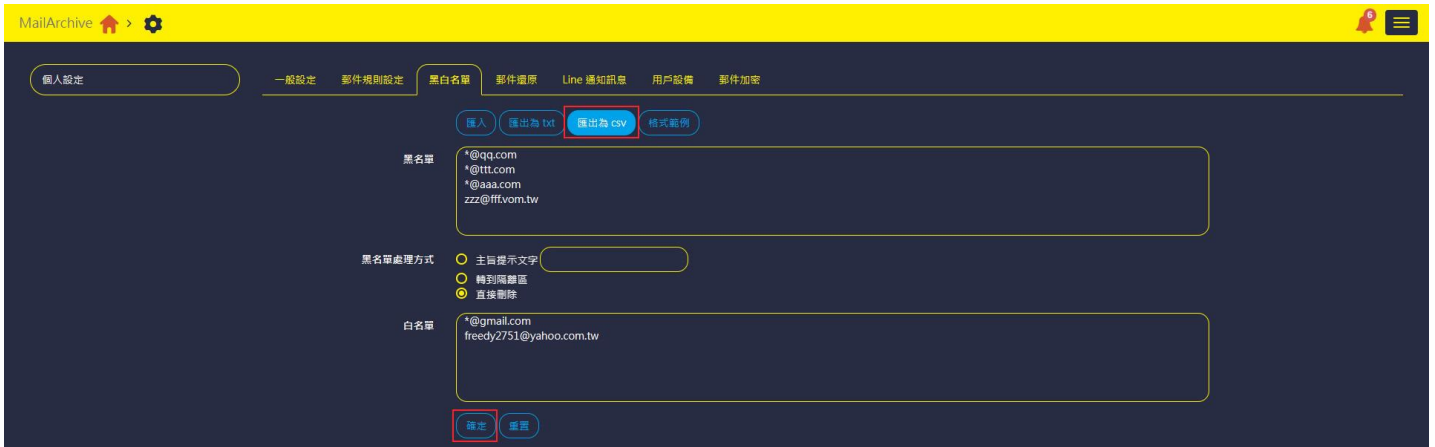 MailArchive
6
個人設定
一般設定 郵件規則設定 黑白名單 郵件還原 Line 通知訊息 用戶設備 郵件加密
匯入 匯出為 txt 匯出為 csv 格式範例
黑名單
*@qq.com
*@ttt.com
*@aaa.com
zzz@fff.vom.tw
黑名單處理方式
主旨提示文字
轉到隔離區
直接刪除
白名單
*@gmail.com
freedy2751@yahoo.com.tw
確定 重置